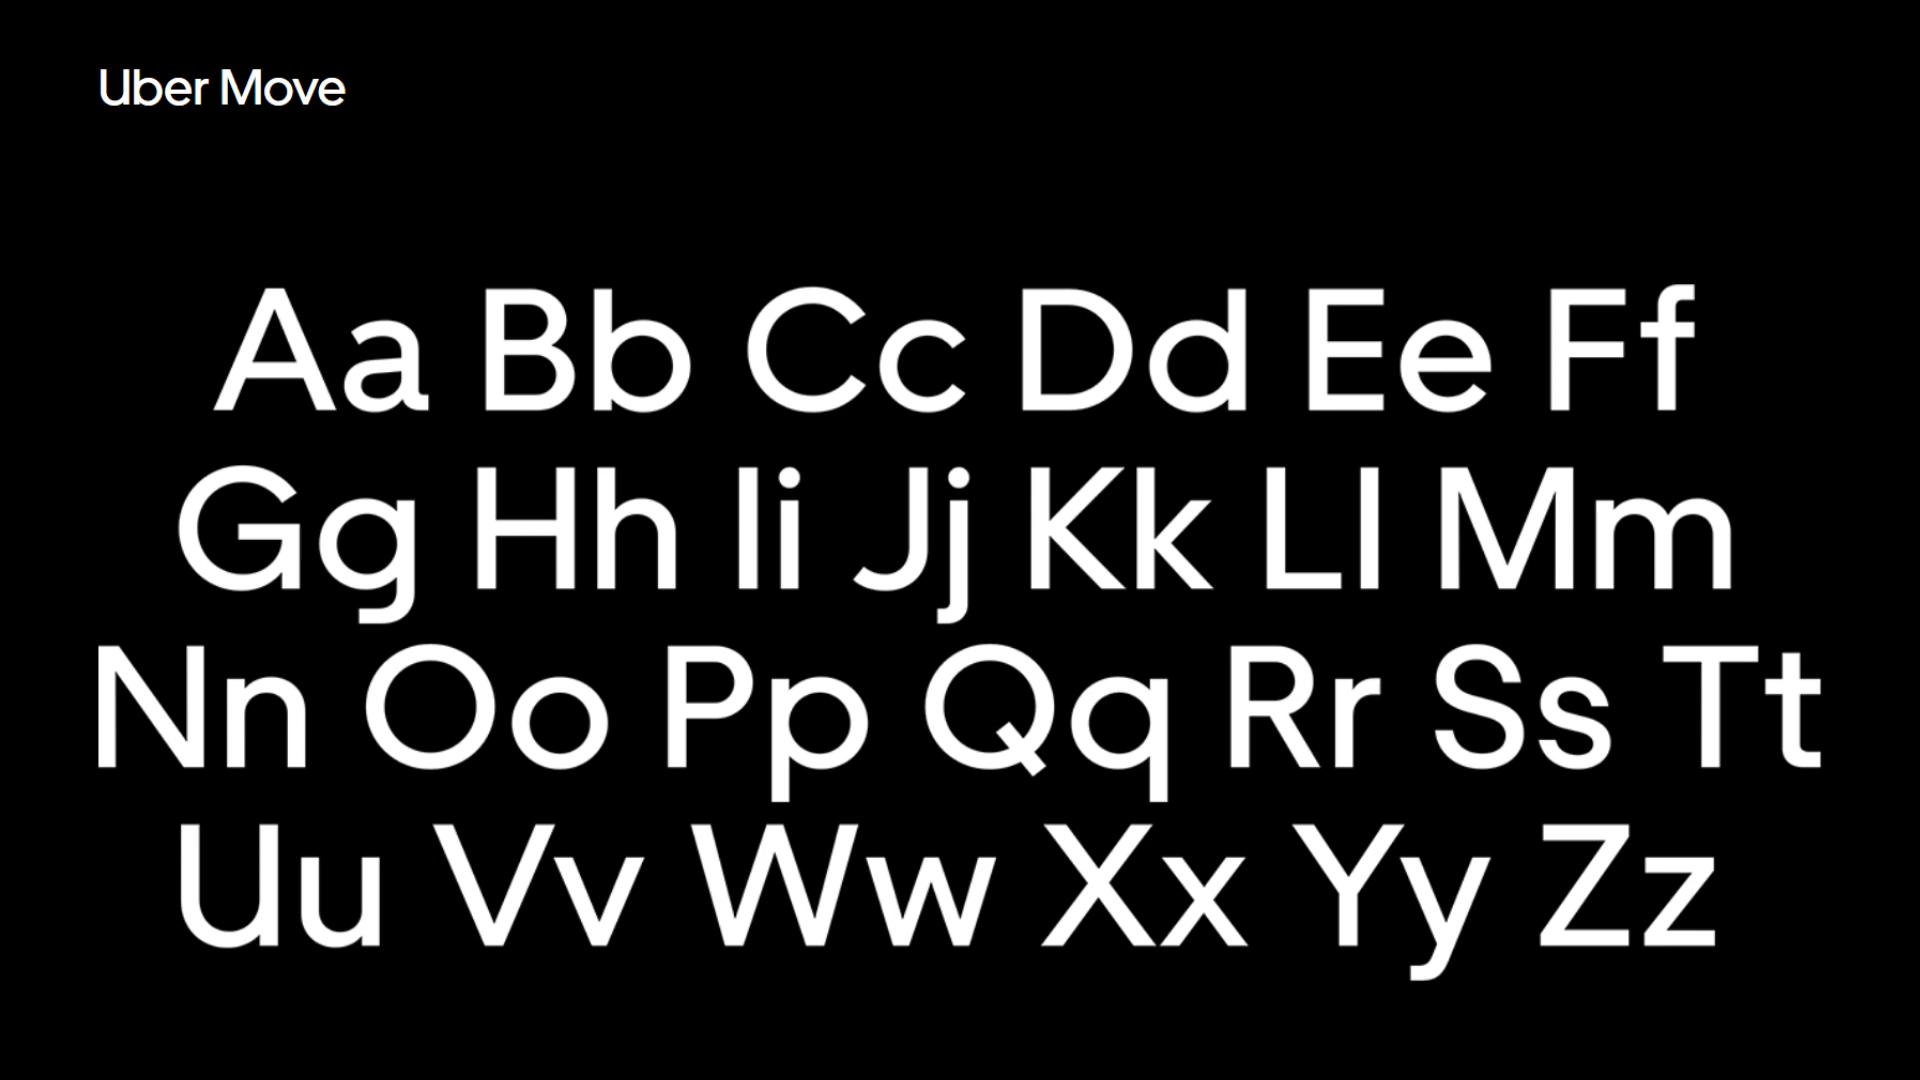 Uber Move
Aa Bb Cc Dd Ee Ff
Gg Hh Ii Jj Kk Ll Mm
Nn Oo Pp Qq Rr Ss Tt
Uu Vv Ww Xx Yy Zz